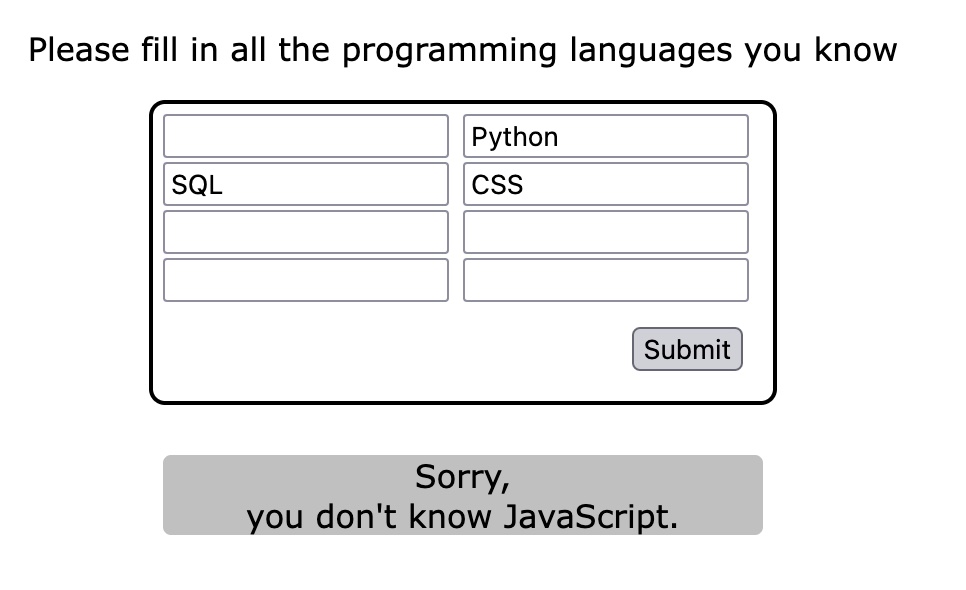 Please fill in all the programming languages you know
Python
SQL
CSS
Submit
Sorry,
you don't know JavaScript.